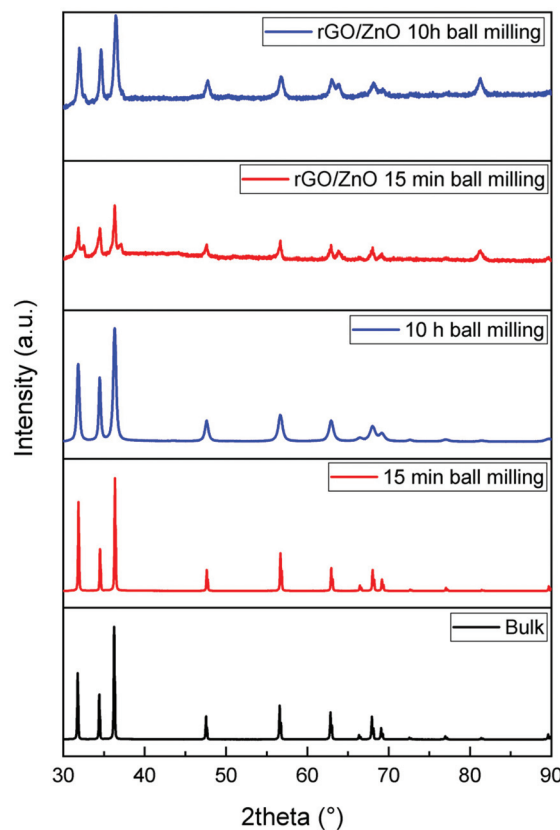 rGO/ZnO 10h ball milling
rGO/ZnO 15 min ball milling
10 h ball milling
15 min ball milling
Bulk
Intensity (a.u.)
30 40 50 60 70 80 90
2theta (°)